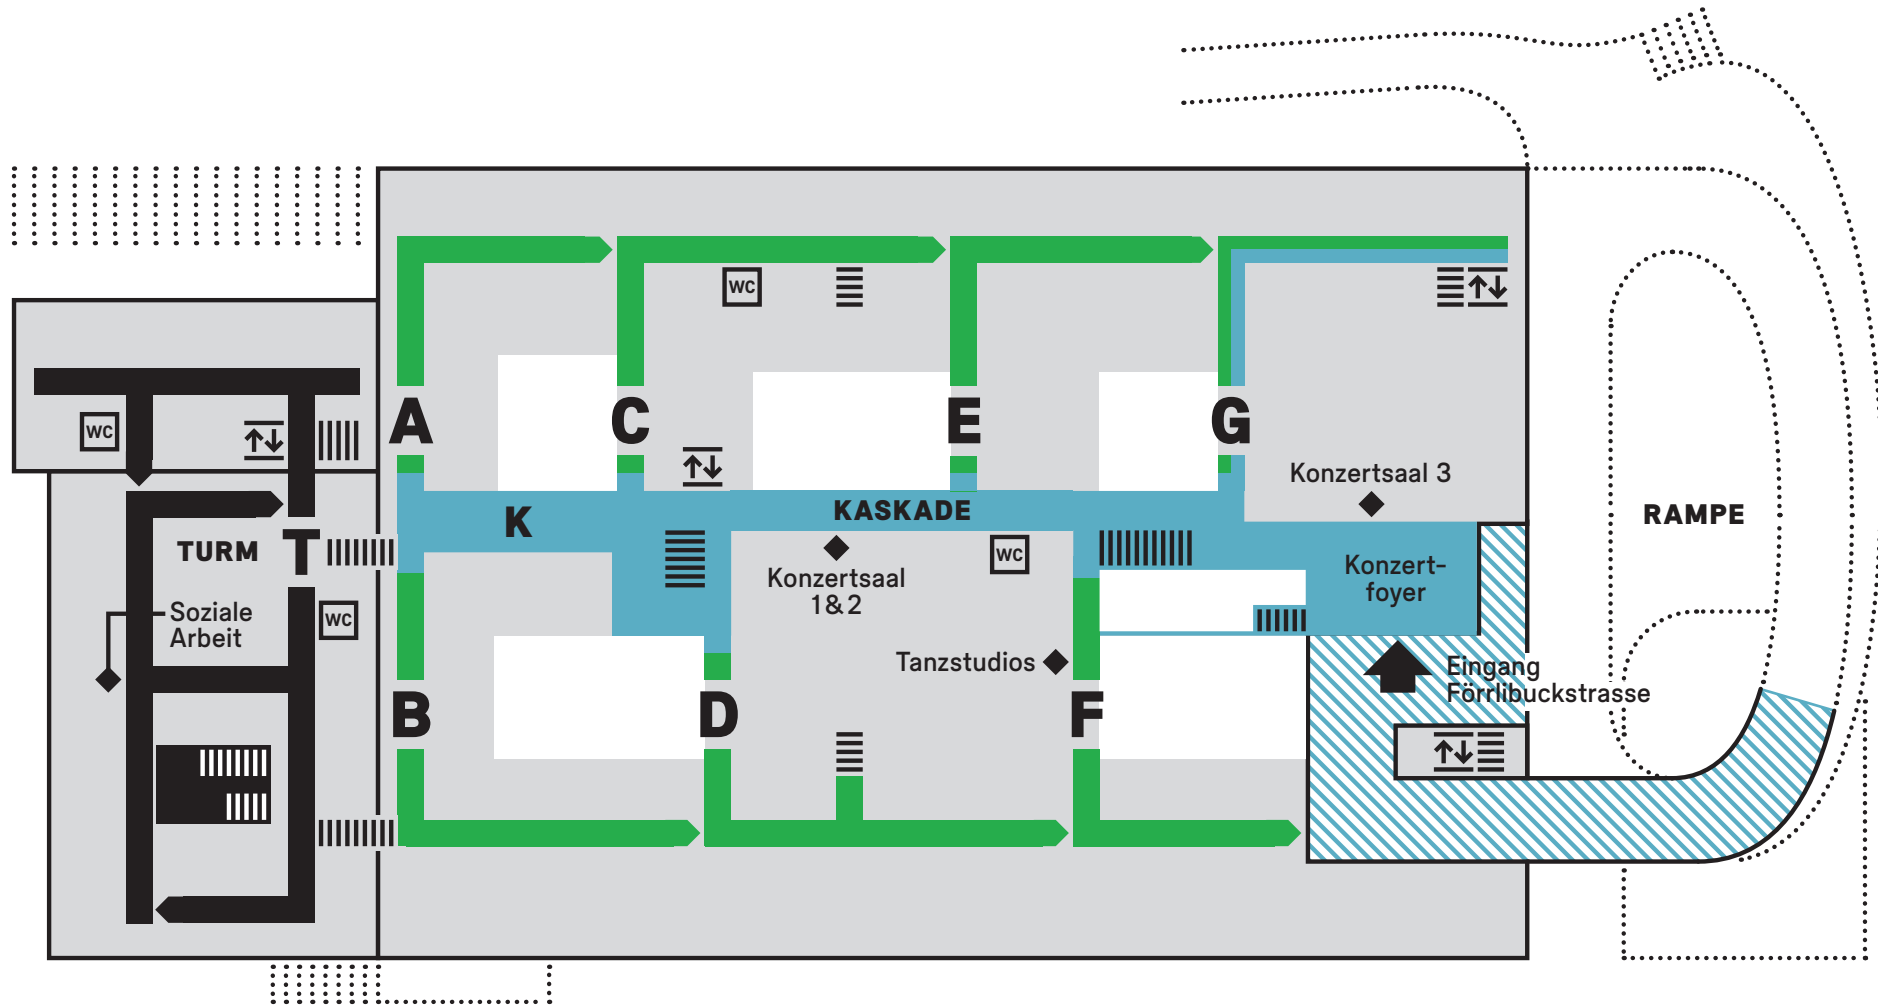 WC
WC
A
C
E
G
Konzertsaal 3
K
KASKADE
RAMPE
TURM
T
WC
Konzertsaal
1&2
Konzert-
foyer
Soziale
Arbeit
WC
Tanzstudios
Eingang
Förrlibuckstrasse
B
D
F